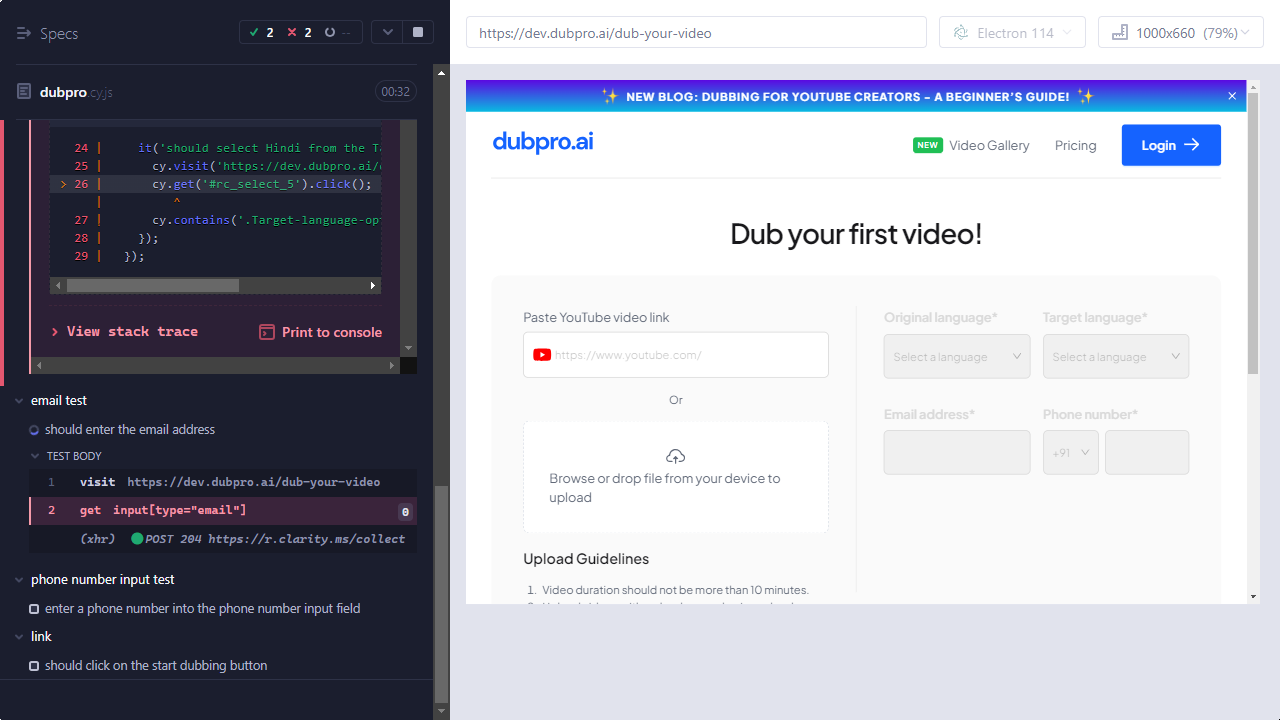 Specs
2
2
--
dubpro.cy.js
00:32
24 | it('should select Hindi from the Ta
25 | cy.visit('https://dev.dubpro.ai/
> 26 | cy.get('#rc_select_5').click();
| ^
27 | cy.contains('.Target-language-opt
28 | });
29 | });
View stack trace
Print to console
email test
should enter the email address
TEST BODY
1 visit https://dev.dubpro.ai/dub-your-video
2 get input[type="email"] 0
(xhr) POST 204 https://r.clarity.ms/collect
phone number input test
enter a phone number into the phone number input field
link
should click on the start dubbing button
https://dev.dubpro.ai/dub-your-video
Electron 114
1000x660 (79%)
✨ NEW BLOG: DUBBING FOR YOUTUBE CREATORS - A BEGINNER'S GUIDE! ✨
dubpro.ai
NEW Video Gallery
Pricing
Login
Dub your first video!
Paste YouTube video link
https://www.youtube.com/
Or
Browse or drop file from your device to
upload
Upload Guidelines
1. Video duration should not be more than 10 minutes.
Original language* Target language*
Select a language Select a language
Email address* Phone number*
+91